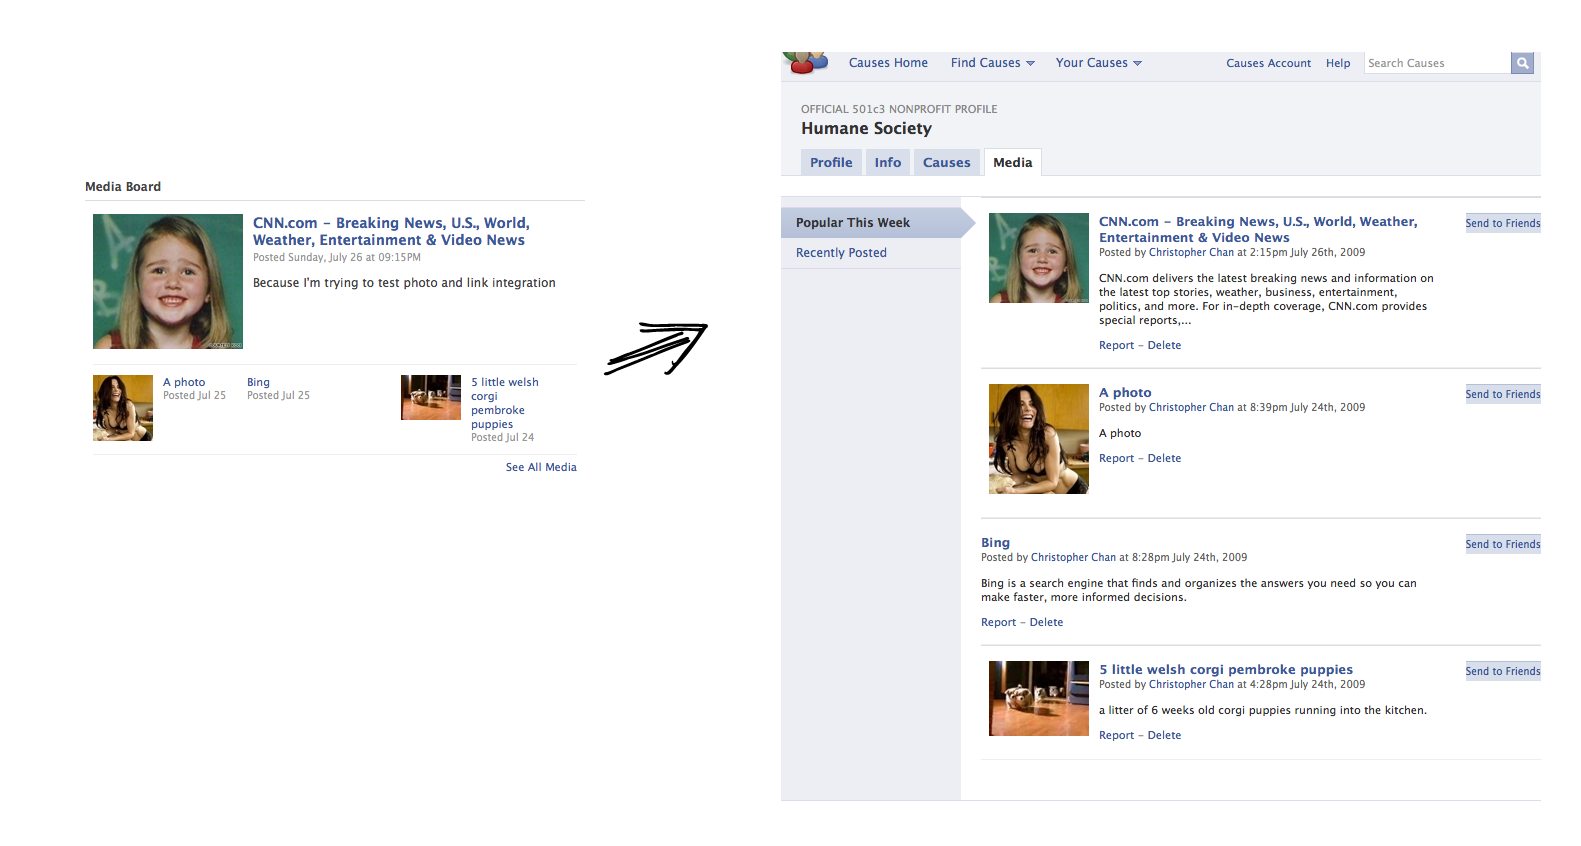 Media Board
CNN.com – Breaking News, U.S., World,
Weather, Entertainment & Video News
Posted Sunday, July 26 at 09:15PM
Because I'm trying to test photo and link integration
A photo
Posted Jul 25
Bing
Posted Jul 25
5 little welsh
corgi
pembroke
puppies
Posted Jul 24
See All Media
Causes Home
Find Causes
Your Causes
Causes Account
Help
Search Causes
OFFICIAL 501c3 NONPROFIT PROFILE
Humane Society
Profile
Info
Causes
Media
Popular This Week
Recently Posted
CNN.com – Breaking News, U.S., World, Weather,
Entertainment & Video News
Posted by Christopher Chan at 2:15pm July 26th, 2009
CNN.com delivers the latest breaking news and information on
the latest top stories, weather, business, entertainment,
politics, and more. For in-depth coverage, CNN.com provides
special reports,...
Report – Delete
Send to Friends
A photo
Posted by Christopher Chan at 8:39pm July 24th, 2009
A photo
Report – Delete
Send to Friends
Bing
Posted by Christopher Chan at 8:28pm July 24th, 2009
Bing is a search engine that finds and organizes the answers you need so you can
make faster, more informed decisions.
Report – Delete
Send to Friends
5 little welsh corgi pembroke puppies
Posted by Christopher Chan at 4:28pm July 24th, 2009
a litter of 6 weeks old corgi puppies running into the kitchen.
Report – Delete
Send to Friends